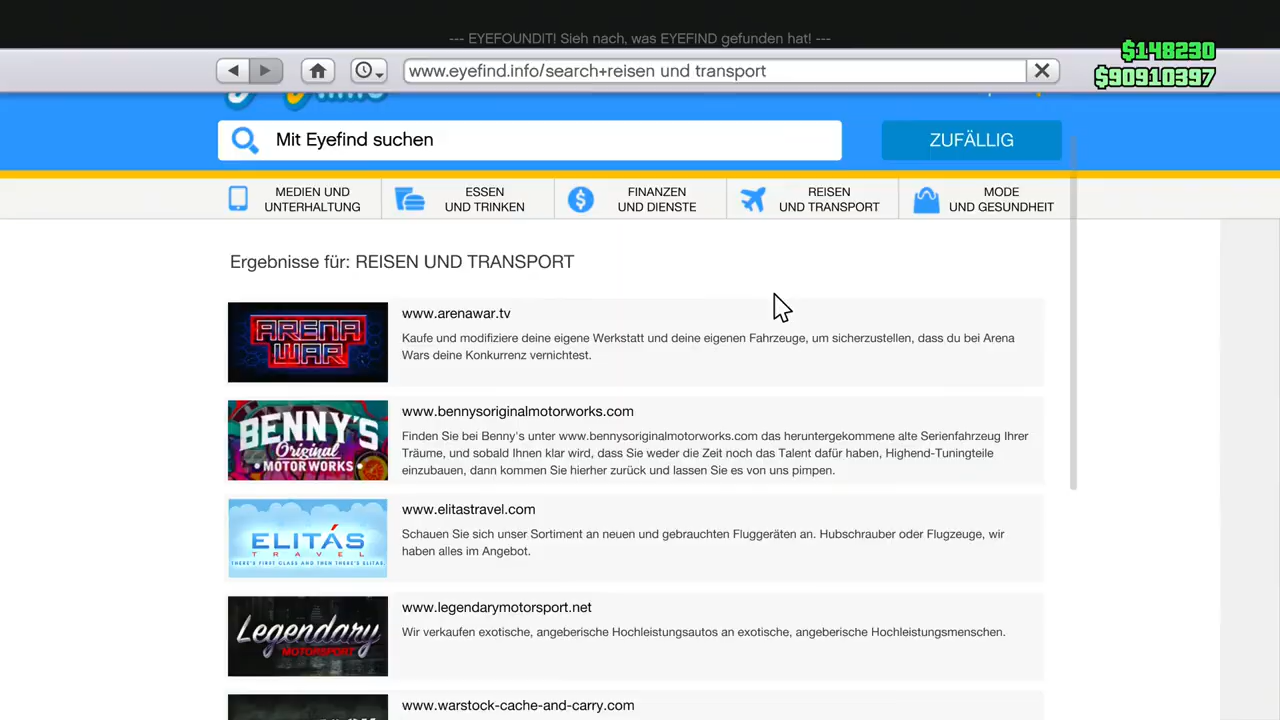 --- EYEFOUNDIT! Sieh nach, was EYEFIND gefunden hat! ---
$148230
www.eyefind.info/search+reisen und transport
$90910397
Mit Eyefind suchen
ZUFÄLLIG
MEDIEN UND
UNTERHALTUNG
ESSEN
UND TRINKEN
FINANZEN
UND DIENSTE
REISEN
UND TRANSPORT
MODE
UND GESUNDHEIT
Ergebnisse für: REISEN UND TRANSPORT
ARENA
WAR
www.arenawar.tv
Kaufe und modifiziere deine eigene Werkstatt und deine eigenen Fahrzeuge, um sicherzustellen, dass du bei Arena
Wars deine Konkurrenz vernichtest.
BENNY'S
Original
MOTOR WORKS
www.bennysoriginalmotorworks.com
Finden Sie bei Benny's unter www.bennysoriginalmotorworks.com das heruntergekommene alte Serienfahrzeug Ihrer
Träume, und sobald Ihnen klar wird, dass Sie weder die Zeit noch das Talent dafür haben, Highend-Tuningteile
einzubauen, dann kommen Sie hierher zurück und lassen Sie es von uns pimpen.
ELITÁS
TRAVEL
THERE'S FIRST CLASS AND THEN THERE'S ELITAS.
www.elitastravel.com
Schauen Sie sich unser Sortiment an neuen und gebrauchten Fluggeräten an. Hubschrauber oder Flugzeuge, wir
haben alles im Angebot.
Legendary
MOTORSPORT
www.legendarymotorsport.net
Wir verkaufen exotische, angeberische Hochleistungsautos an exotische, angeberische Hochleistungsmenschen.
www.warstock-cache-and-carry.com